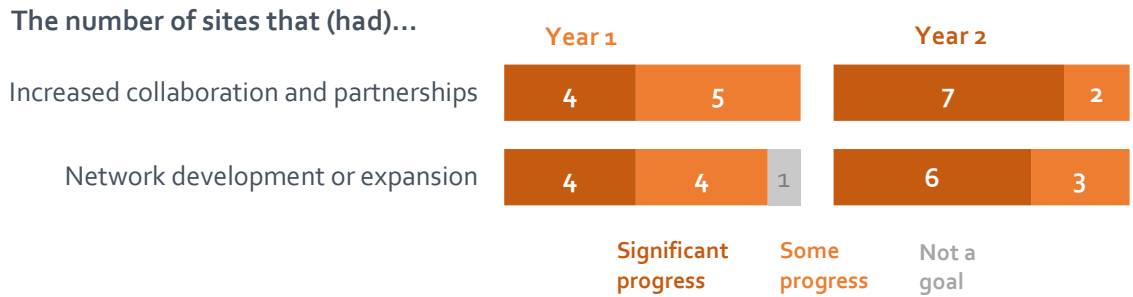 The number of sites that (had)...
Year 1
Year 2
Increased collaboration and partnerships
4
5
7
2
Network development or expansion
4
4
1
6
3
Significant progress
Some progress
Not a goal